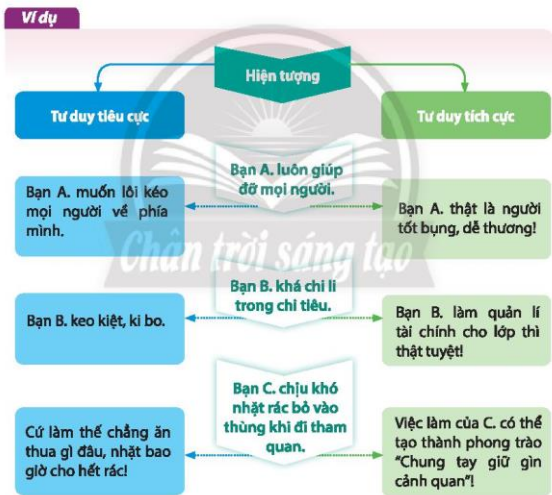 Ví dụ
Hiện tượng
Tư duy tiêu cực
Tư duy tích cực
Bạn A. luôn giúp
đỡ mọi người.
Bạn A. muốn lôi kéo
mọi người về phía
mình.
Bạn A. thật là người
tốt bụng, dễ thương!
Chân trời sáng tạo
Bạn B. khá chi li
trong chi tiêu.
Bạn B. keo kiệt, ki bo.
Bạn B. làm quản lí
tài chính cho lớp thì
thật tuyệt!
Bạn C. chịu khó
nhặt rác bỏ vào
thùng khi đi tham
quan.
Cứ làm thế chẳng ăn
thua gì đâu, nhặt bao
giờ cho hết rác!
Việc làm của C. có thể
tạo thành phong trào
"Chung tay giữ gìn
cảnh quan"!